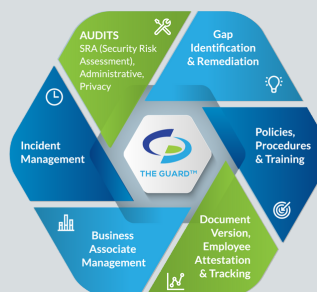 AUDITS
SRA (Security Risk
Assessment),
Administrative,
Privacy
Gap
Identification
& Remediation
Incident
Management
Policies,
Procedures
& Training
THE GUARD™
Business
Associate
Management
Document
Version,
Employee
Attestation
& Tracking